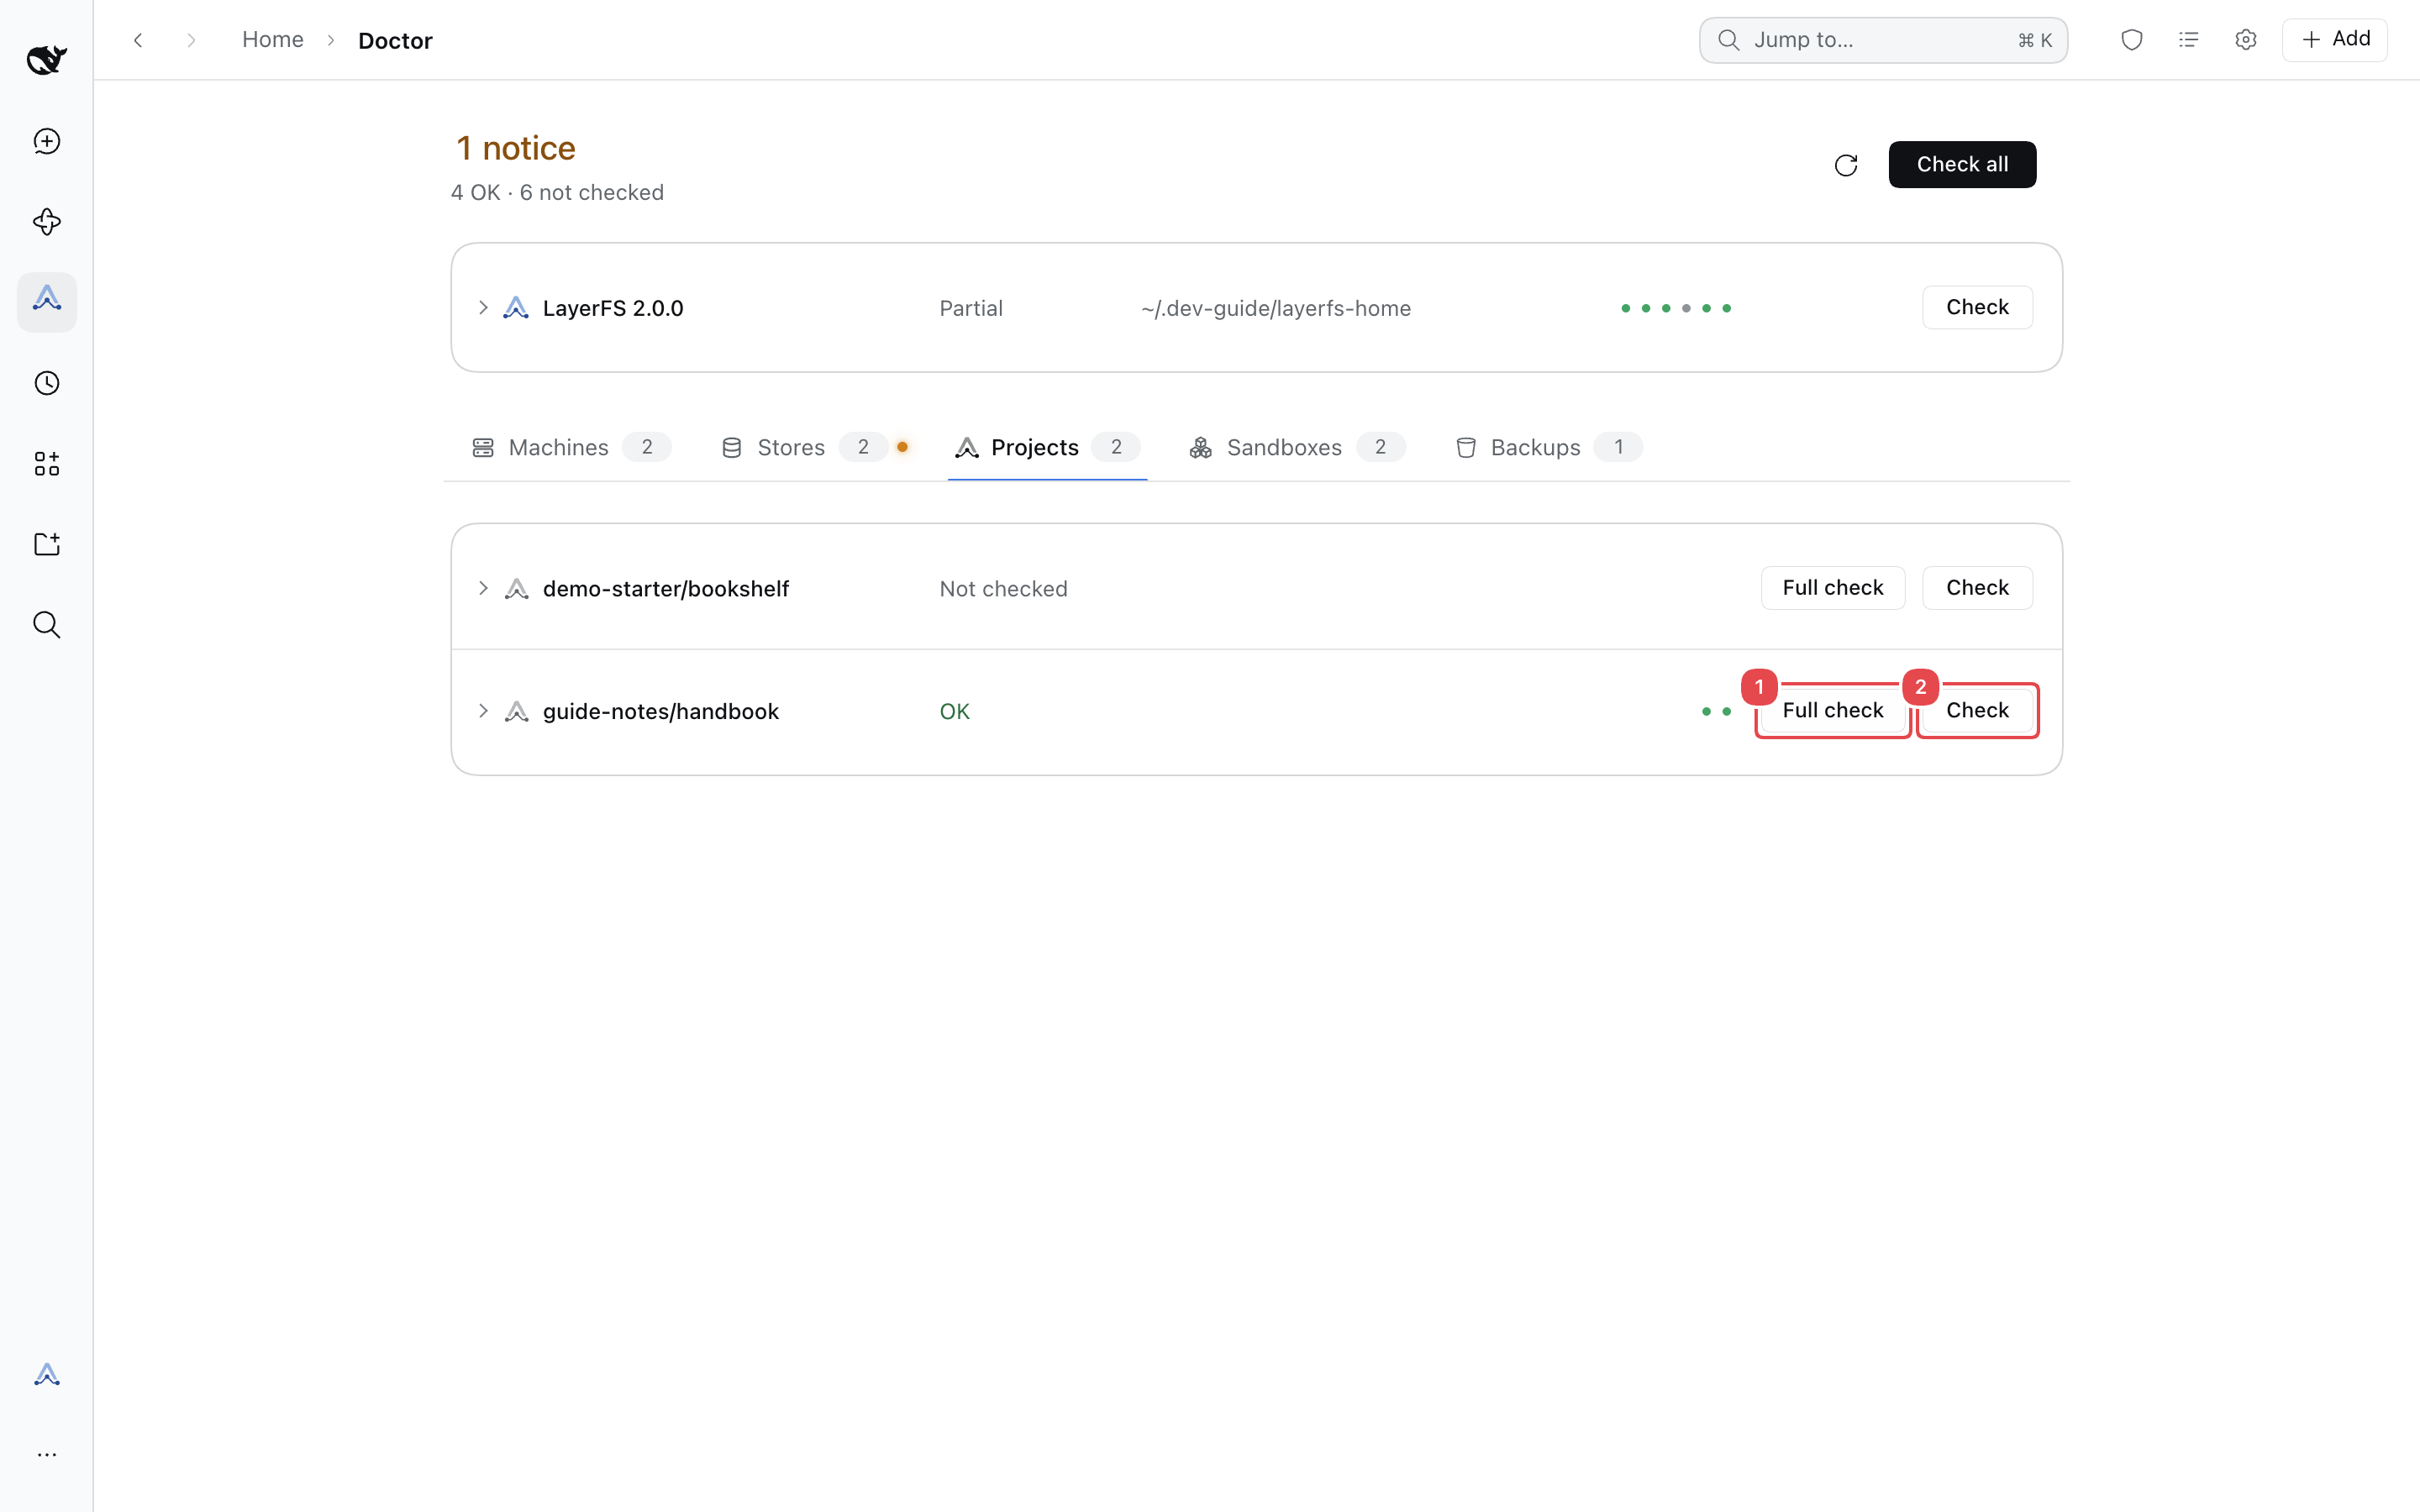 Home > Doctor
Jump to... ⌘ K
+ Add
1 notice
4 OK · 6 not checked
Check all
LayerFS 2.0.0 Partial ~/.dev-guide/layerfs-home Check
Machines 2 Stores 2 Projects 2 Sandboxes 2 Backups 1
demo-starter/bookshelf Not checked Full check Check
1 2
guide-notes/handbook OK Full check Check